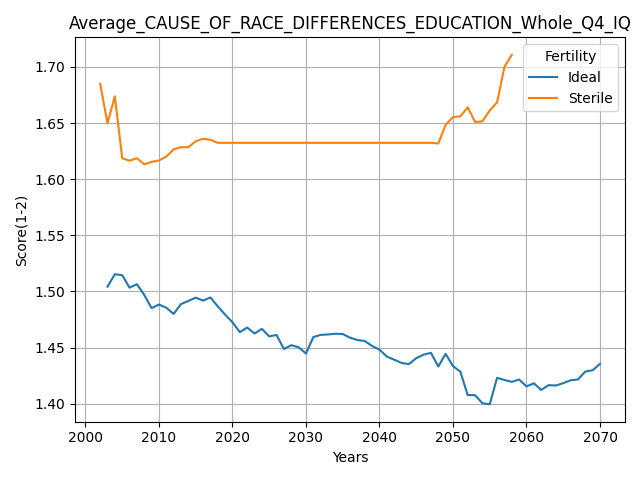 Average_CAUSE_OF_RACE_DIFFERENCES_EDUCATION_Whole_Q4_IQ
Fertility
Ideal
Sterile
Score(1-2)
1.70
1.65
1.60
1.55
1.50
1.45
1.40
2000 2010 2020 2030 2040 2050 2060 2070
Years